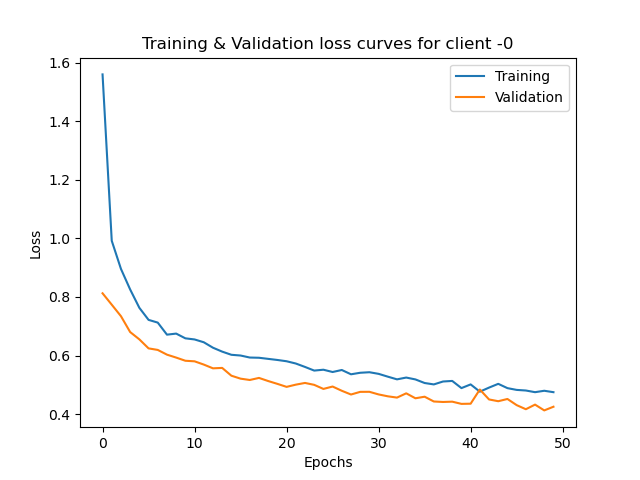 Training & Validation loss curves for client -0
Training
Validation
Loss
1.6
1.4
1.2
1.0
0.8
0.6
0.4
0
10
20
30
40
50
Epochs